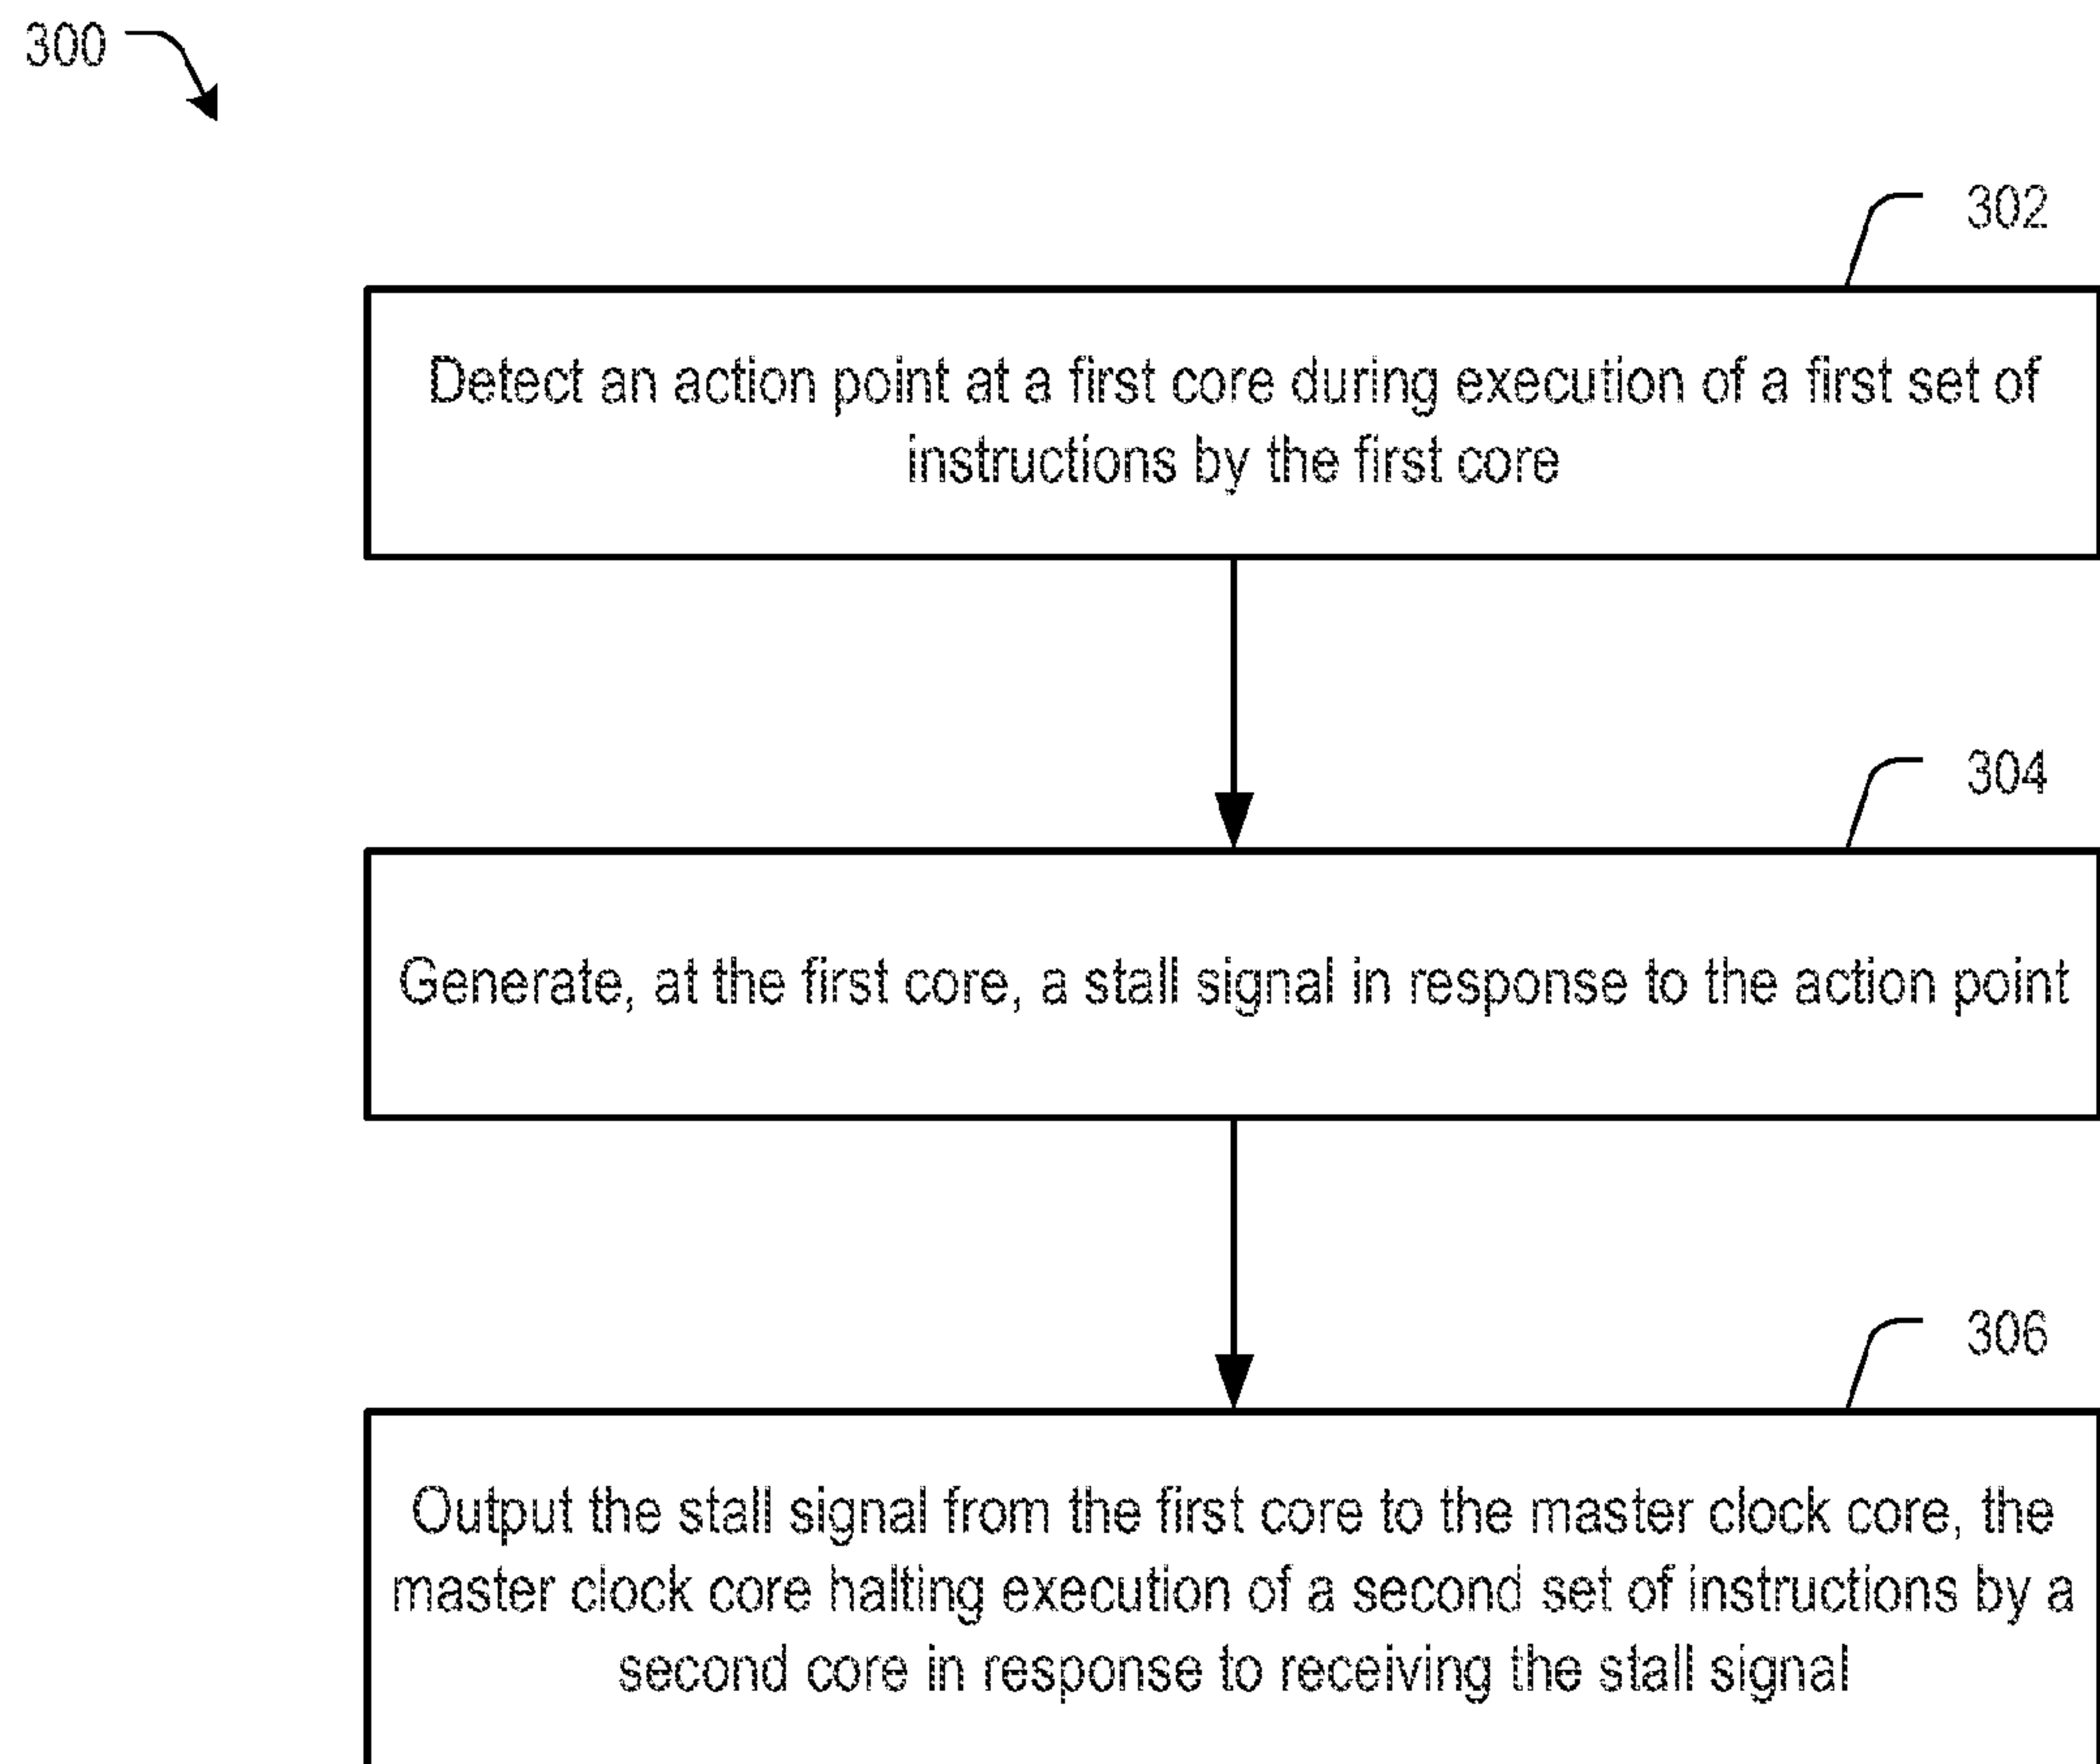 300
302
Detect an action point at a first core during execution of a first set of
instructions by the first core
304
Generate, at the first core, a stall signal in response to the action point
306
Output the stall signal from the first core to the master clock core, the
master clock core halting execution of a second set of instructions by a
second core in response to receiving the stall signal